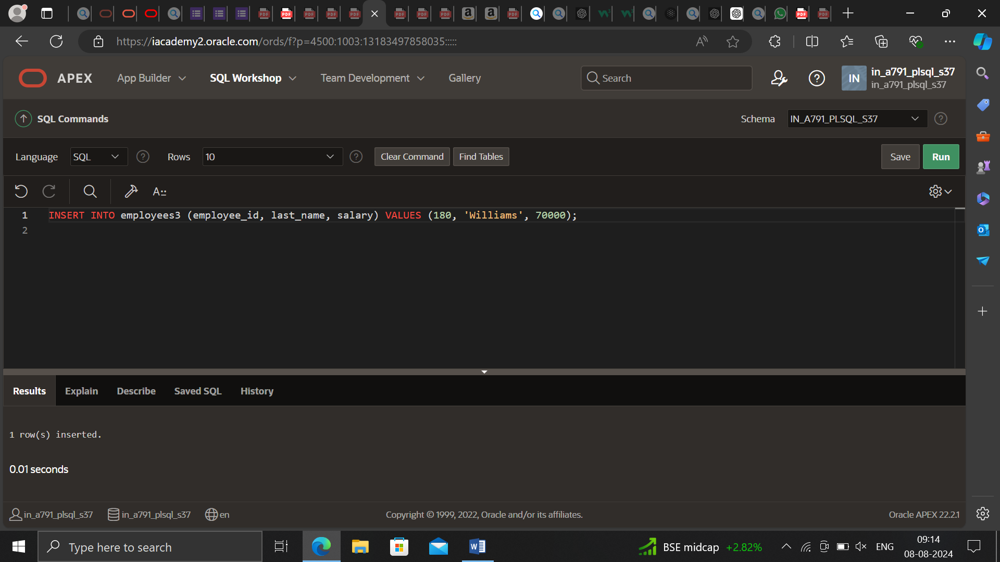 https://iacademy2.oracle.com/ords/f?p=4500:1003:13183497858035:::::
APEX
App Builder
SQL Workshop
Team Development
Gallery
Search
IN
in_a791_plsql_s37
in_a791_plsql_s37
SQL Commands
Schema
IN_A791_PLSQL_S37
Language
SQL
Rows
10
Clear Command
Find Tables
Save
Run
1 INSERT INTO employees3 (employee_id, last_name, salary) VALUES (180, 'Williams', 70000);
2
Results
Explain
Describe
Saved SQL
History
1 row(s) inserted.
0.01 seconds
in_a791_plsql_s37
in_a791_plsql_s37
en
Copyright © 1999, 2022, Oracle and/or its affiliates.
Oracle APEX 22.2.1
Type here to search
BSE midcap +2.82%
ENG
09:14
08-08-2024